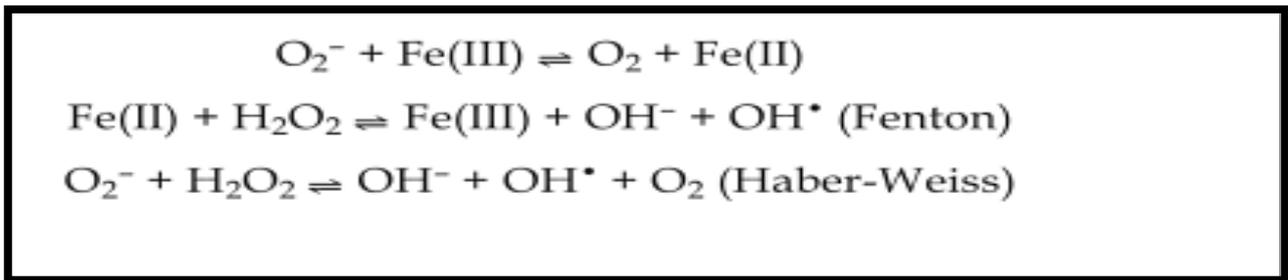 O₂⁻ + Fe(III) ⇌ O₂ + Fe(II)
Fe(II) + H₂O₂ ⇌ Fe(III) + OH⁻ + OH• (Fenton)
O₂⁻ + H₂O₂ ⇌ OH⁻ + OH• + O₂ (Haber-Weiss)